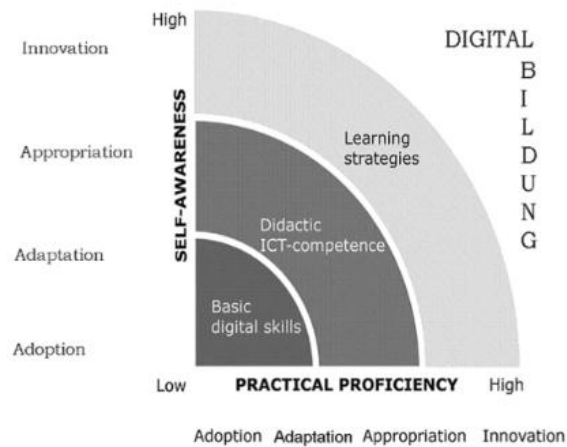 High
Innovation
DIGITAL
BILDUNG
Learning
strategies
Appropriation
SELF-AWARENESS
Didactic
ICT-competence
Adaptation
Basic
digital skills
Adoption
Low PRACTICAL PROFICIENCY High
Adoption Adaptation Appropriation Innovation